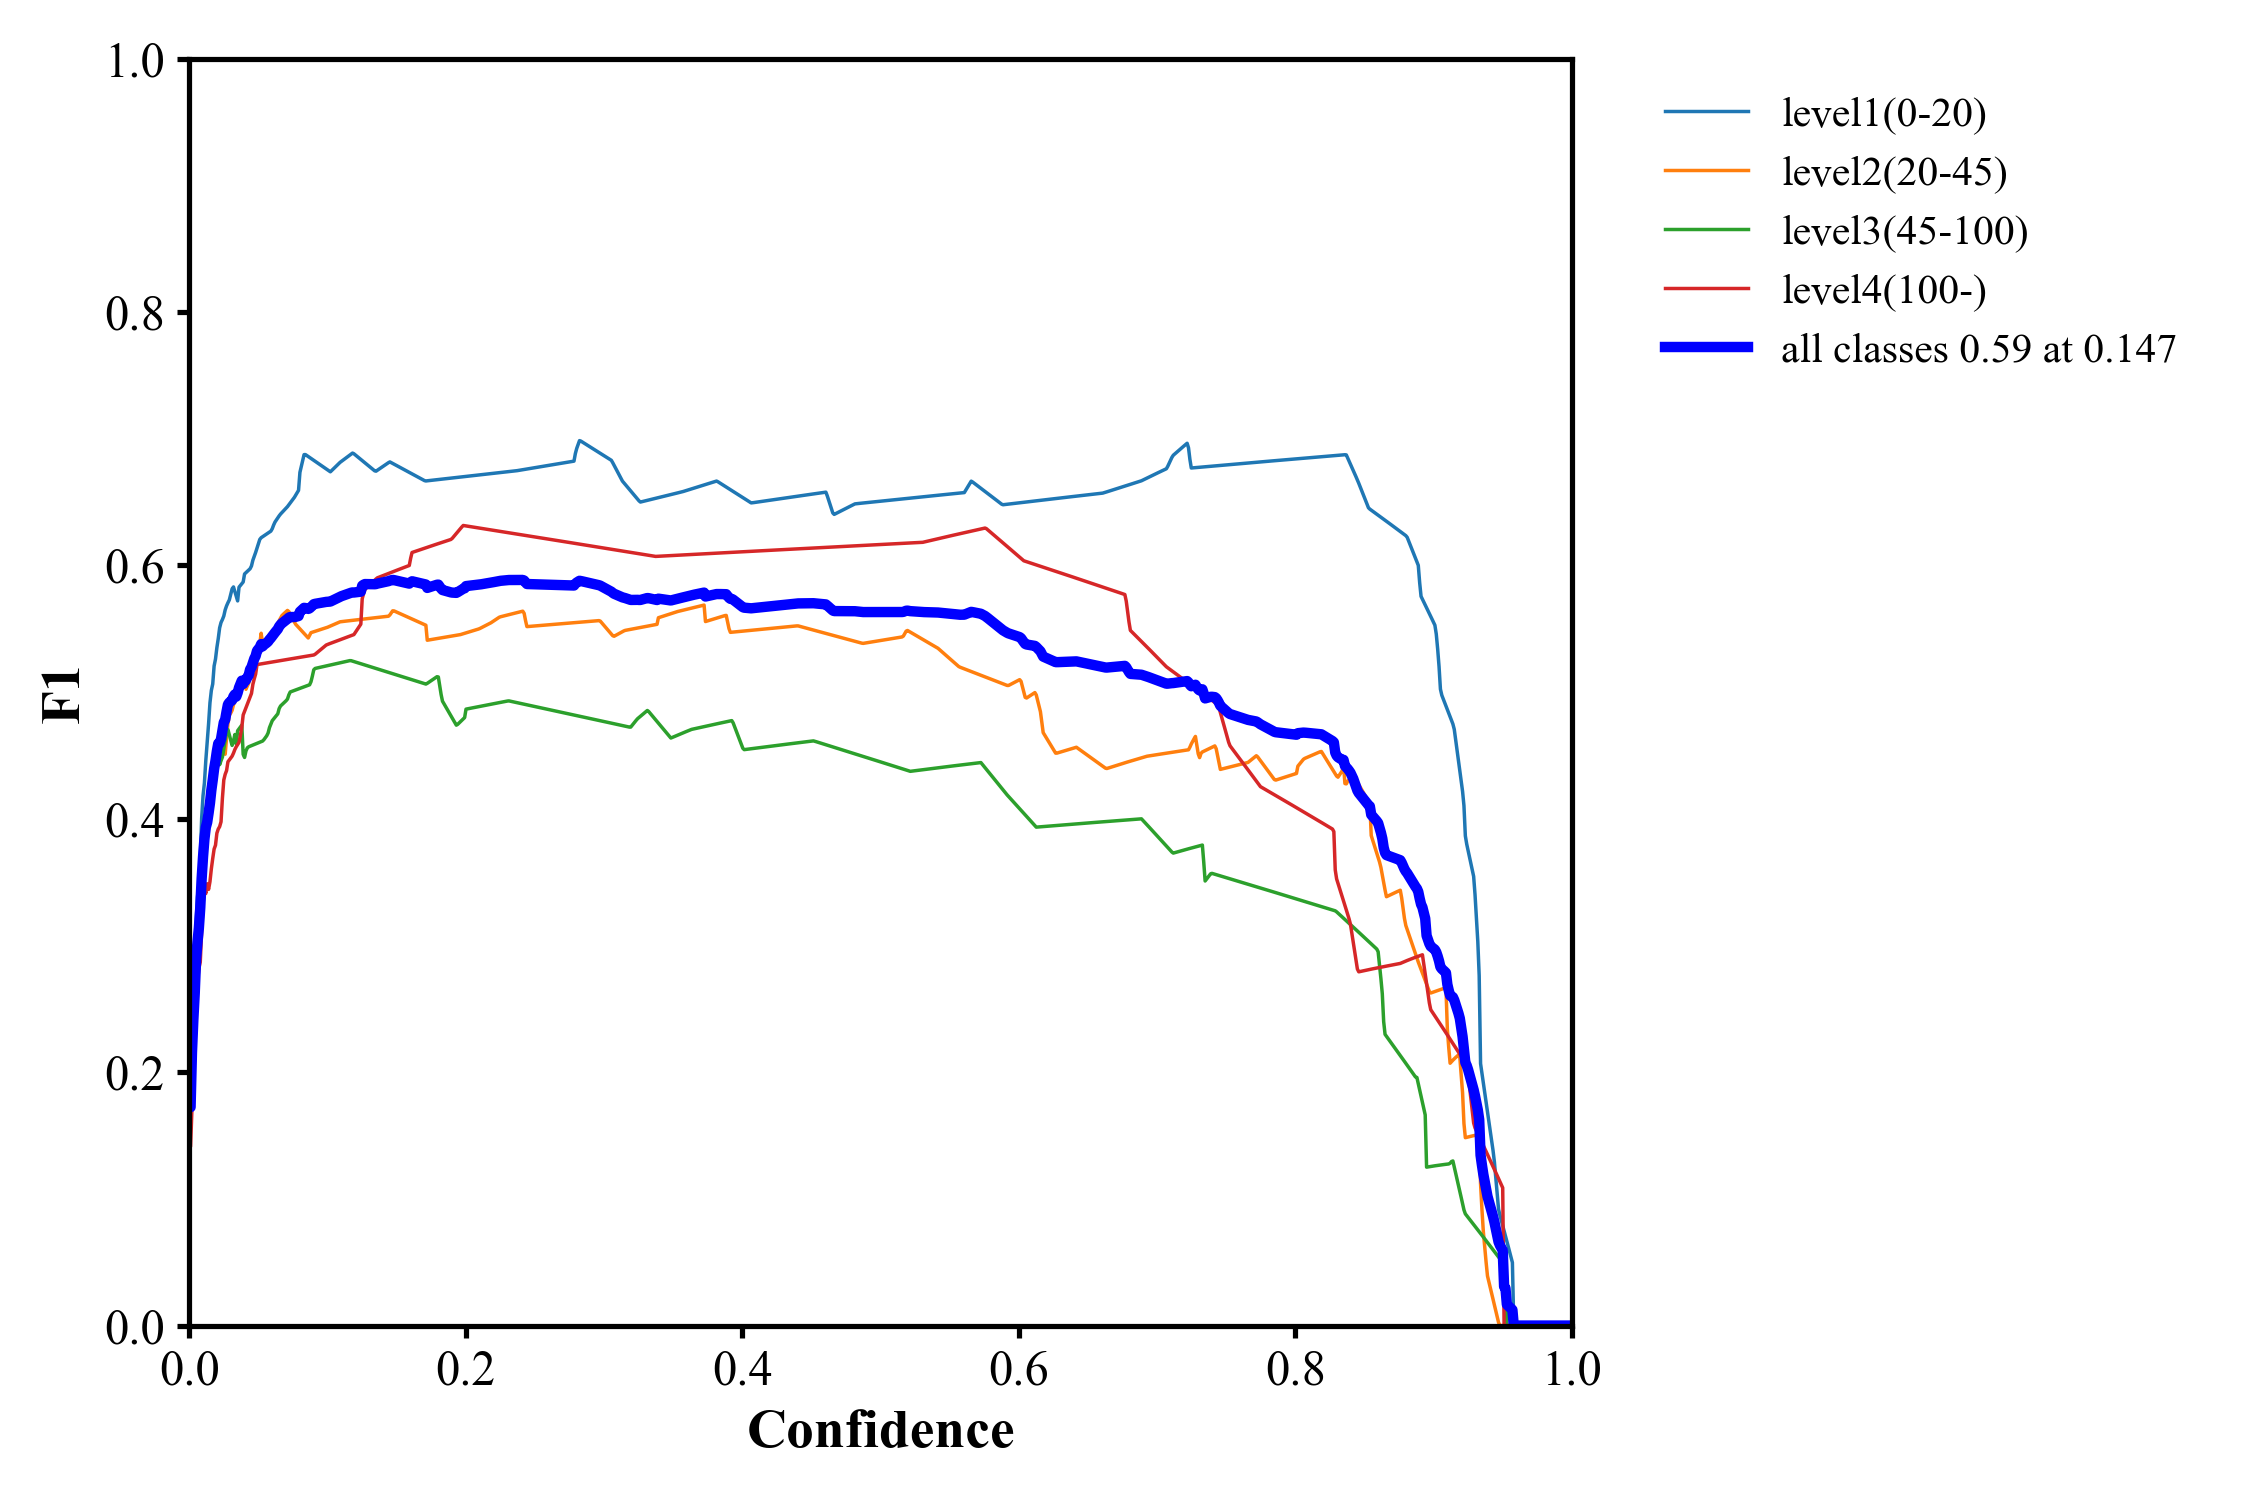 1.0
0.8
0.6
0.4
0.2
0.0
F1
0.0 0.2 0.4 0.6 0.8 1.0
Confidence
level1(0-20)
level2(20-45)
level3(45-100)
level4(100-)
all classes 0.59 at 0.147